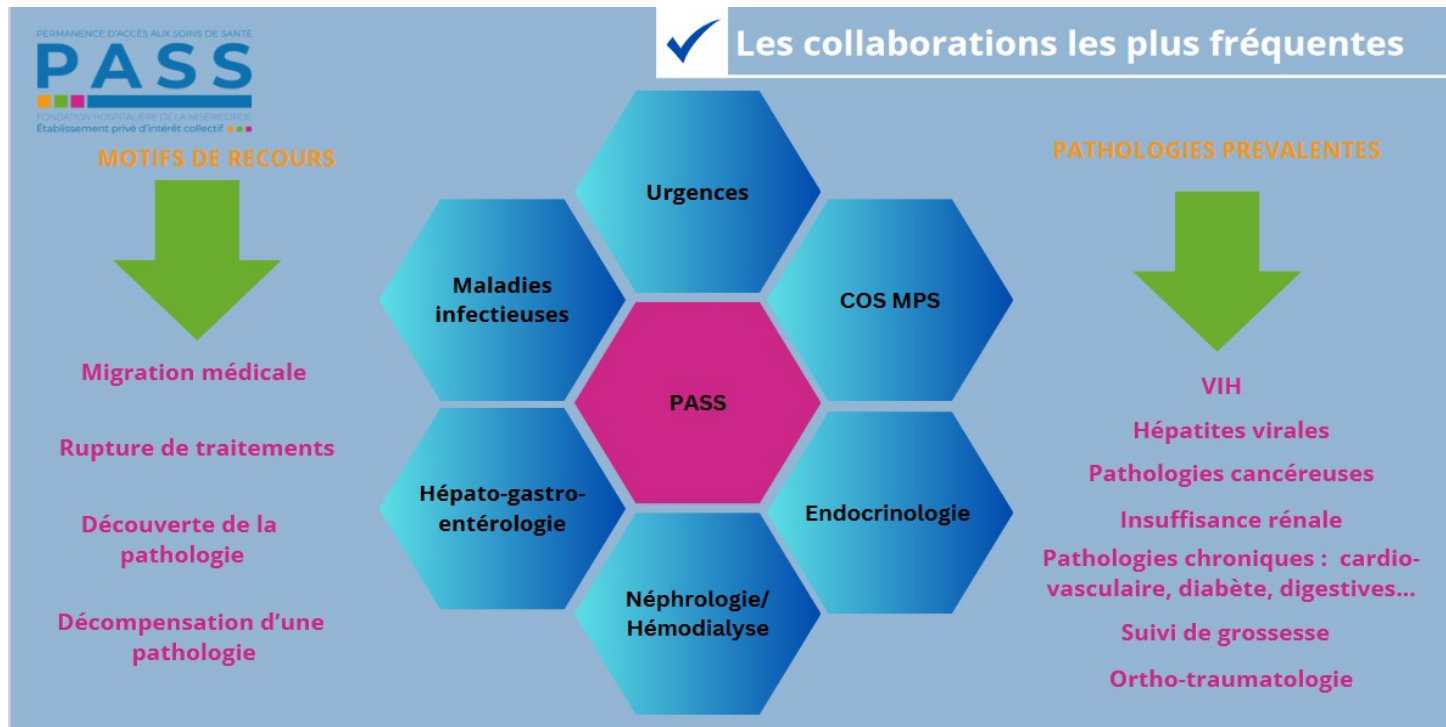 PERMANENCE D'ACCÈS AUX SOINS DE SANTÉ
PASS
FONDATION HOSPITALIÈRE DE LA MISÉRICORDE
Établissement privé d'intérêt collectif
Les collaborations les plus fréquentes
MOTIFS DE RECOURS
Migration médicale
Rupture de traitements
Découverte de la
pathologie
Décompensation d’une
pathologie
Urgences
Maladies
infectieuses
COS MPS
PASS
Hépato-gastro-
entérologie
Endocrinologie
Néphrologie/
Hémodialyse
PATHOLOGIES PREVALENTES
VIH
Hépatites virales
Pathologies cancéreuses
Insuffisance rénale
Pathologies chroniques : cardio-
vasculaire, diabète, digestives...
Suivi de grossesse
Ortho-traumatologie